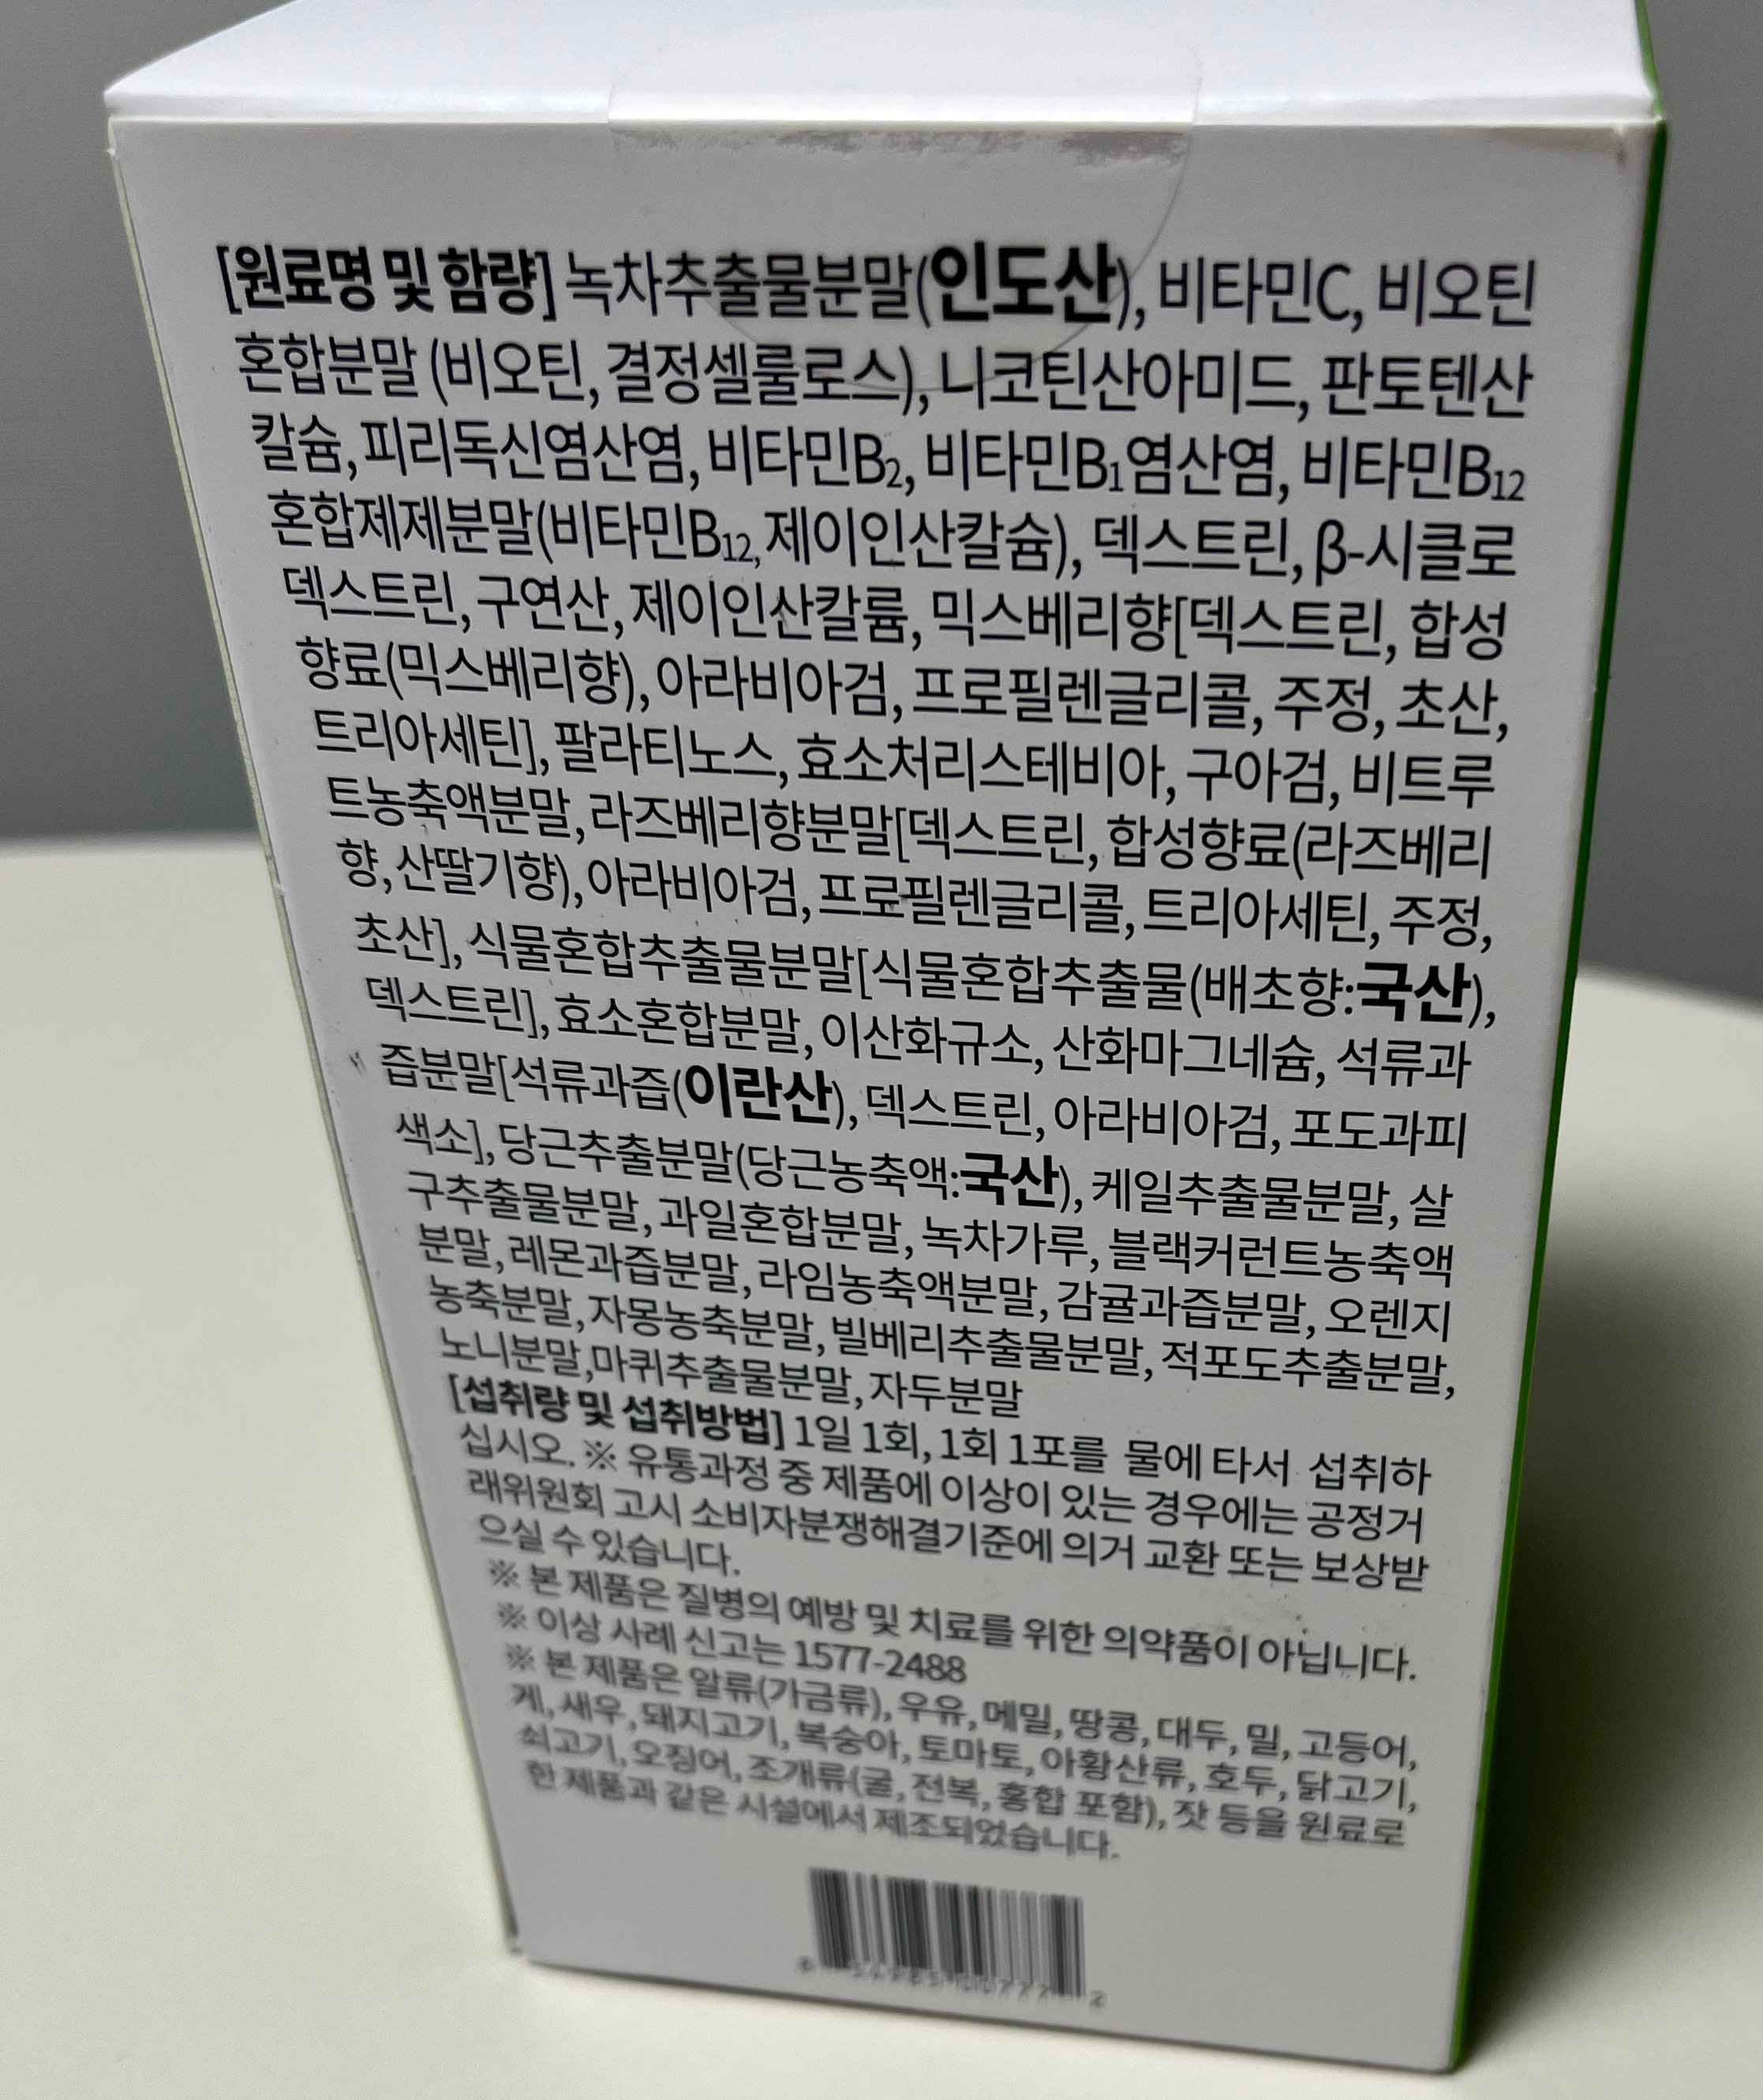 [원료명 및 함량] 녹차추출물분말(인도산), 비타민C, 비오틴
혼합분말 (비오틴, 결정셀룰로스), 니코틴산아미드, 판토텐산
칼슘, 피리독신염산염, 비타민B₂, 비타민B₁염산염, 비타민B₁₂
혼합제제분말(비타민B₁₂, 제이인산칼슘), 덱스트린, β-시클로
덱스트린, 구연산, 제이인산칼륨, 믹스베리향[덱스트린, 합성
향료(믹스베리향), 아라비아검, 프로필렌글리콜, 주정, 초산,
트리아세틴], 팔라티노스, 효소처리스테비아, 구아검, 비트루
트농축액분말, 라즈베리향분말[덱스트린, 합성향료(라즈베리
향, 산딸기향), 아라비아검, 프로필렌글리콜, 트리아세틴, 주정,
초산], 식물혼합추출물분말[식물혼합추출물(배초향:국산),
덱스트린], 효소혼합분말, 이산화규소, 산화마그네슘, 석류과
즙분말[석류과즙(이란산), 덱스트린, 아라비아검, 포도과피
색소], 당근추출분말(당근농축액:국산), 케일추출물분말, 살
구추출물분말, 과일혼합분말, 녹차가루, 블랙커런트농축액
분말, 레몬과즙분말, 라임농축액분말, 감귤과즙분말, 오렌지
농축분말, 자몽농축분말, 빌베리추출물분말, 적포도추출분말,
노니분말,마퀴추출물분말, 자두분말
[섭취량 및 섭취방법] 1일 1회, 1회 1포를 물에 타서 섭취하
십시오. ※ 유통과정 중 제품에 이상이 있는 경우에는 공정거
래위원회 고시 소비자분쟁해결기준에 의거 교환 또는 보상받
으실 수 있습니다.
※ 본 제품은 질병의 예방 및 치료를 위한 의약품이 아닙니다.
※ 이상 사례 신고는 1577-2488
※ 본 제품은 알류(가금류), 우유, 메밀, 땅콩, 대두, 밀, 고등어,
게, 새우, 돼지고기, 복숭아, 토마토, 아황산류, 호두, 닭고기,
쇠고기, 오징어, 조개류(굴, 전복, 홍합 포함), 잣 등을 원료로
한 제품과 같은 시설에서 제조되었습니다.